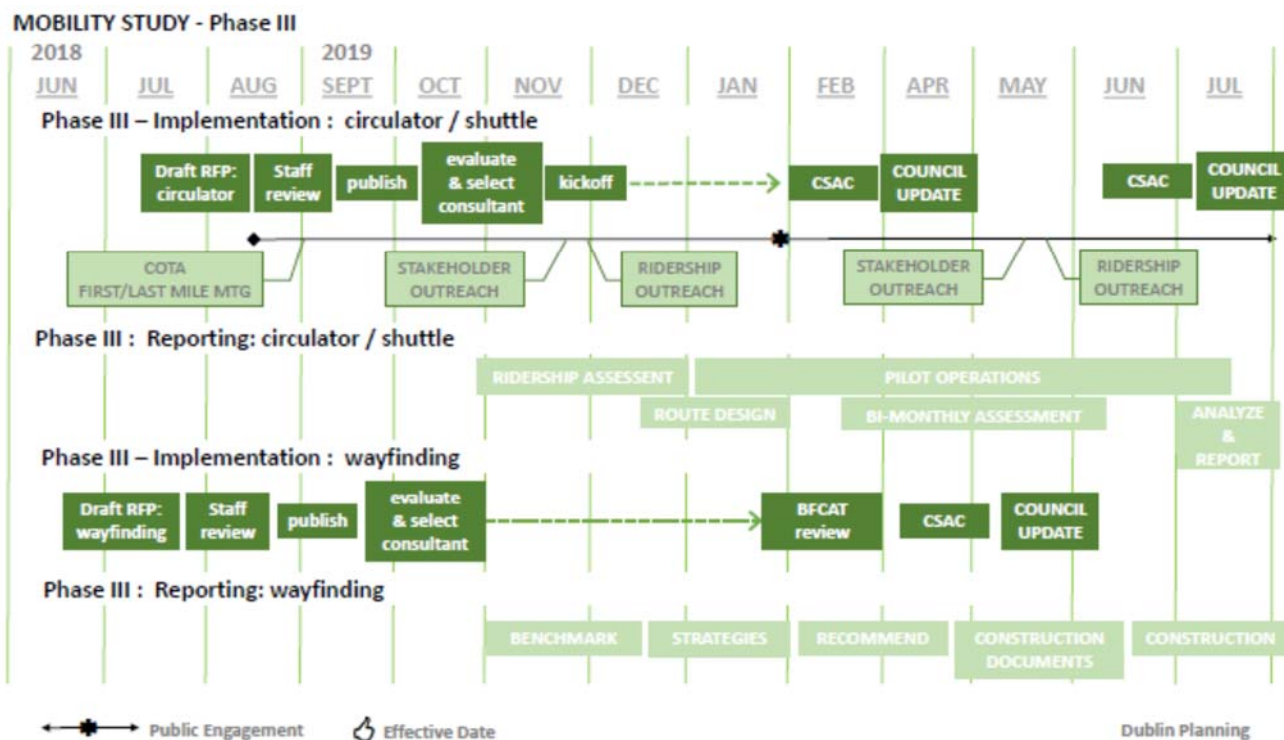 MOBILITY STUDY - Phase III
2018 2019
JUN JUL AUG SEPT OCT NOV DEC JAN FEB APR MAY JUN JUL
Phase III – Implementation : circulator / shuttle
Draft RFP:
circulator
Staff
review
publish
evaluate
& select
consultant
kickoff
CSAC
COUNCIL
UPDATE
CSAC
COUNCIL
UPDATE
COTA
FIRST/LAST MILE MTG
STAKEHOLDER
OUTREACH
RIDERSHIP
OUTREACH
STAKEHOLDER
OUTREACH
RIDERSHIP
OUTREACH
Phase III : Reporting: circulator / shuttle
RIDERSHIP ASSESSENT
PILOT OPERATIONS
ROUTE DESIGN
BI-MONTHLY ASSESSMENT
ANALYZE
&
REPORT
Phase III – Implementation : wayfinding
Draft RFP:
wayfinding
Staff
review
publish
evaluate
& select
consultant
BFCAT
review
CSAC
COUNCIL
UPDATE
Phase III : Reporting: wayfinding
BENCHMARK
STRATEGIES
RECOMMEND
CONSTRUCTION
DOCUMENTS
CONSTRUCTION
Public Engagement
Effective Date
Dublin Planning